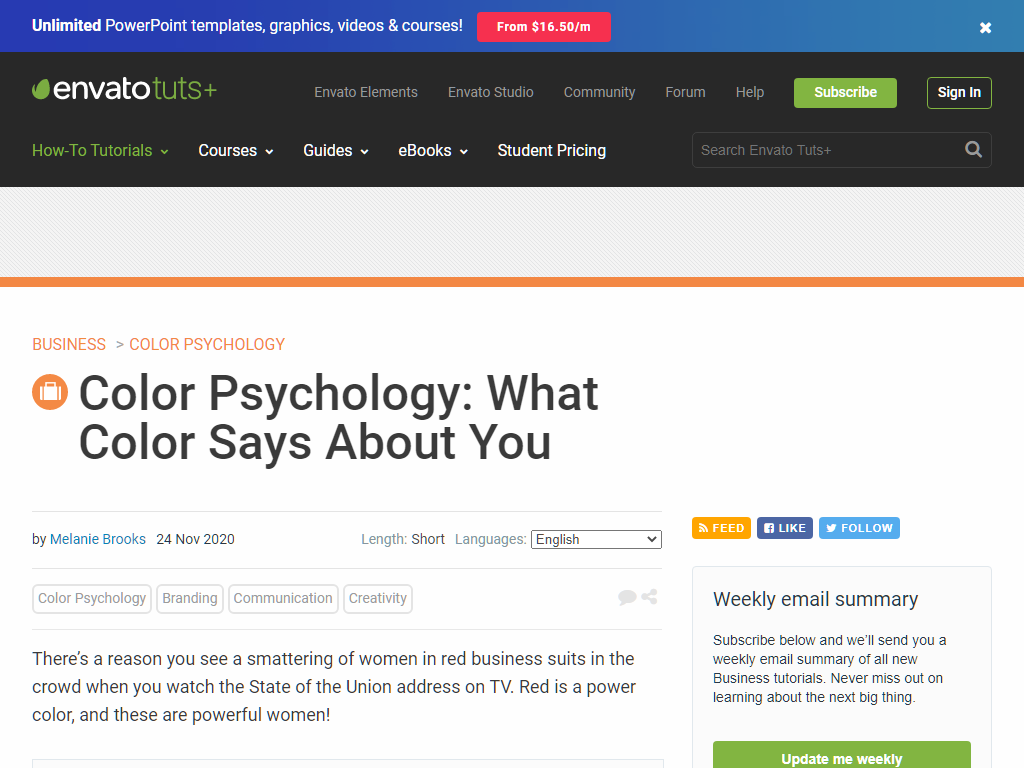 Unlimited PowerPoint templates, graphics, videos & courses!
From $16.50/m
envatotuts+
Envato Elements
Envato Studio
Community
Forum
Help
Subscribe
Sign In
How-To Tutorials
Courses
Guides
eBooks
Student Pricing
Search Envato Tuts+
BUSINESS > COLOR PSYCHOLOGY
Color Psychology: What
Color Says About You
by Melanie Brooks 24 Nov 2020
Length: Short Languages: English
Color Psychology
Branding
Communication
Creativity
There’s a reason you see a smattering of women in red business suits in the
crowd when you watch the State of the Union address on TV. Red is a power
color, and these are powerful women!
FEED
LIKE
FOLLOW
Weekly email summary
Subscribe below and we’ll send you a
weekly email summary of all new
Business tutorials. Never miss out on
learning about the next big thing.
Update me weekly